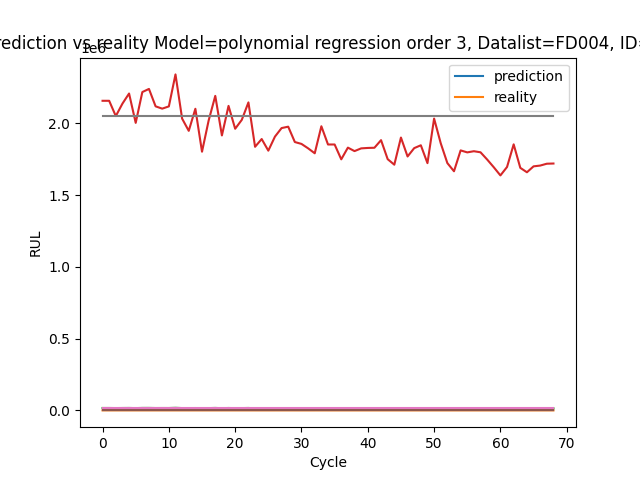 rediction vs reality Model=polynomial regression order 3, Datalist=FD004, ID=
1e6
prediction
reality
2.0
1.5
1.0
0.5
0.0
RUL
0 10 20 30 40 50 60 70
Cycle